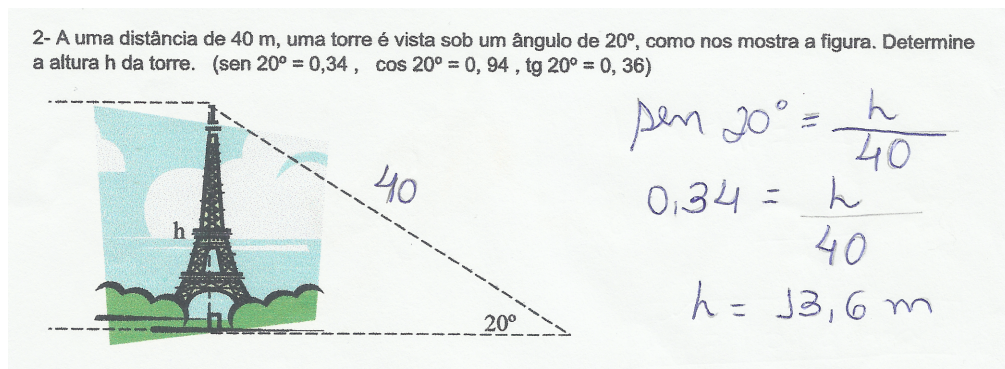 2- A uma distância de 40 m, uma torre é vista sob um ângulo de 20º, como nos mostra a figura. Determine
a altura h da torre. (sen 20º = 0,34 , cos 20º = 0, 94 , tg 20º = 0, 36)
sen 20° = h
40
40
0,34 = h
40
h
h = 13,6 m
20º